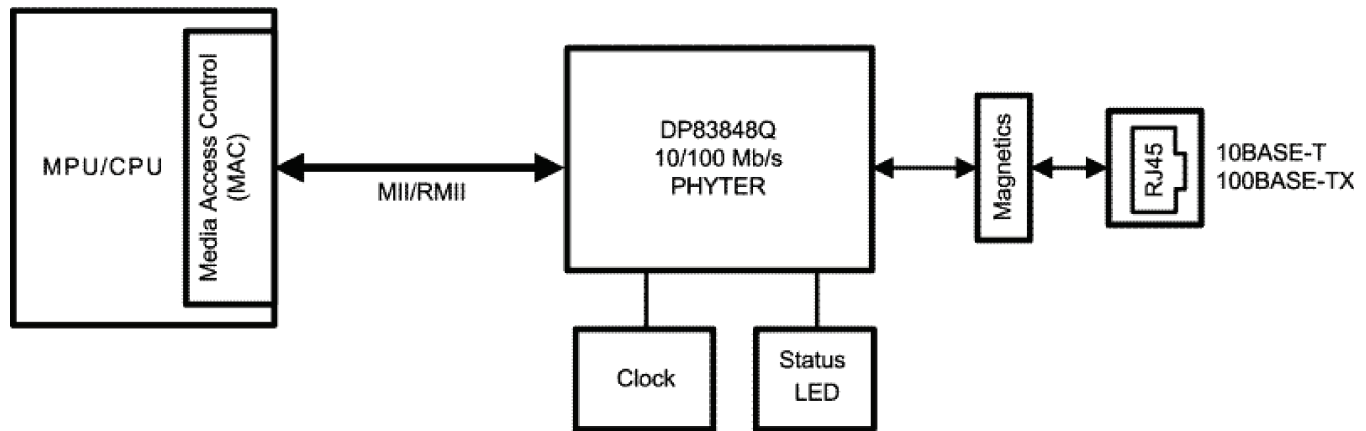 MPU/CPU
Media Access Control
(MAC)
MII/RMII
DP83848Q
10/100 Mb/s
PHYTER
Magnetics
RJ45
10BASE-T
100BASE-TX
Clock
Status
LED